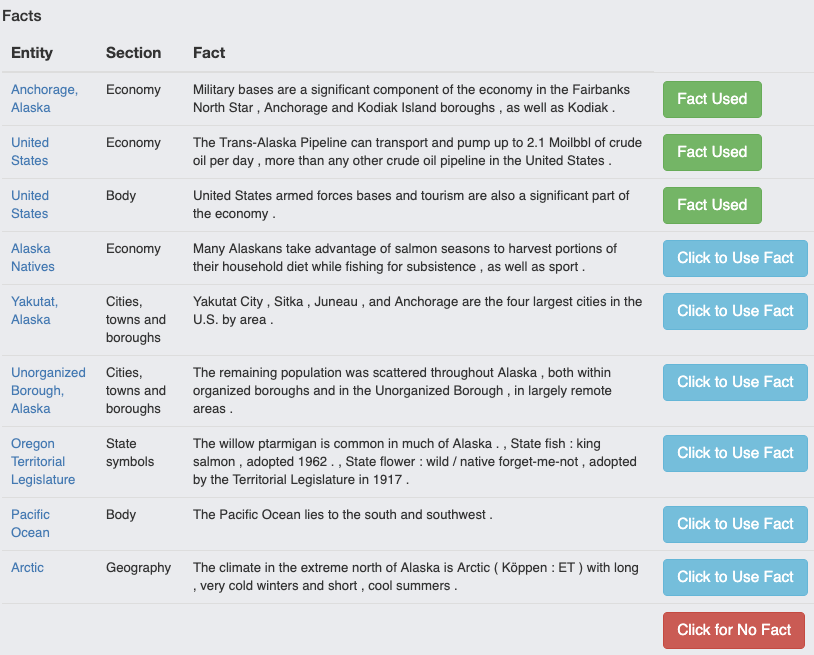 Facts
Entity Section Fact
Anchorage, Alaska Economy Military bases are a significant component of the economy in the Fairbanks
North Star , Anchorage and Kodiak Island boroughs , as well as Kodiak . Fact Used
United States Economy The Trans-Alaska Pipeline can transport and pump up to 2.1 Moilbbl of crude
oil per day , more than any other crude oil pipeline in the United States . Fact Used
United States Body United States armed forces bases and tourism are also a significant part of
the economy . Fact Used
Alaska Natives Economy Many Alaskans take advantage of salmon seasons to harvest portions of
their household diet while fishing for subsistence , as well as sport . Click to Use Fact
Yakutat, Alaska Cities, towns and boroughs Yakutat City , Sitka , Juneau , and Anchorage are the four largest cities in the
U.S. by area . Click to Use Fact
Unorganized Borough, Alaska Cities, towns and boroughs The remaining population was scattered throughout Alaska , both within
organized boroughs and in the Unorganized Borough , in largely remote
areas . Click to Use Fact
Oregon Territorial Legislature State symbols The willow ptarmigan is common in much of Alaska . , State fish : king
salmon , adopted 1962 . , State flower : wild / native forget-me-not , adopted
by the Territorial Legislature in 1917 . Click to Use Fact
Pacific Ocean Body The Pacific Ocean lies to the south and southwest . Click to Use Fact
Arctic Geography The climate in the extreme north of Alaska is Arctic ( Köppen : ET ) with long
, very cold winters and short , cool summers . Click to Use Fact
Click for No Fact